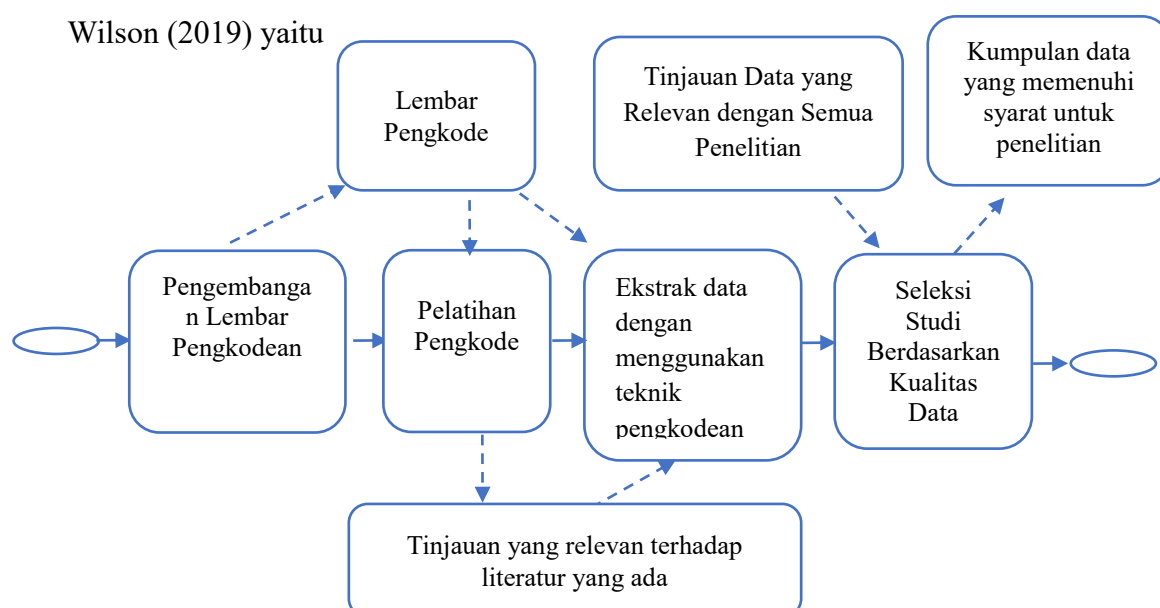 Wilson (2019) yaitu
Lembar
Pengkode
Tinjauan Data yang
Relevan dengan Semua
Penelitian
Kumpulan data
yang memenuhi
syarat untuk
penelitian
Pengembanga
n Lembar
Pengkodean
Pelatihan
Pengkode
Ekstrak data
dengan
menggunakan
teknik
pengkodean
Seleksi
Studi
Berdasarkan
Kualitas
Data
Tinjauan yang relevan terhadap
literatur yang ada